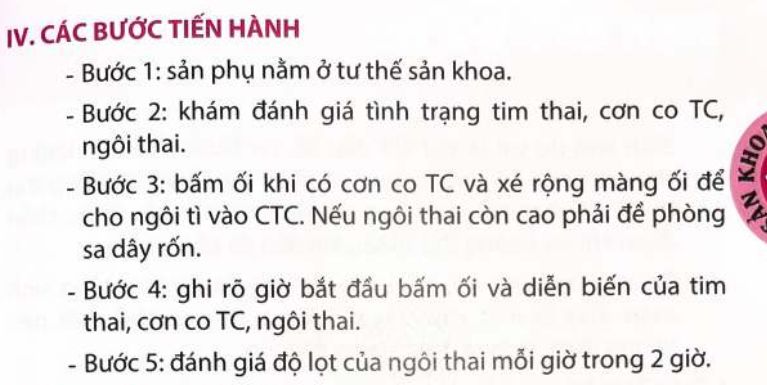 IV. CÁC BƯỚC TIẾN HÀNH
- Bước 1: sản phụ nằm ở tư thế sản khoa.
- Bước 2: khám đánh giá tình trạng tim thai, cơn co TC,
ngôi thai.
- Bước 3: bấm ối khi có cơn co TC và xé rộng màng ối để
cho ngôi tì vào CTC. Nếu ngôi thai còn cao phải đề phòng
sa dây rốn.
- Bước 4: ghi rõ giờ bắt đầu bấm ối và diễn biến của tim
thai, cơn co TC, ngôi thai.
- Bước 5: đánh giá độ lọt của ngôi thai mỗi giờ trong 2 giờ.